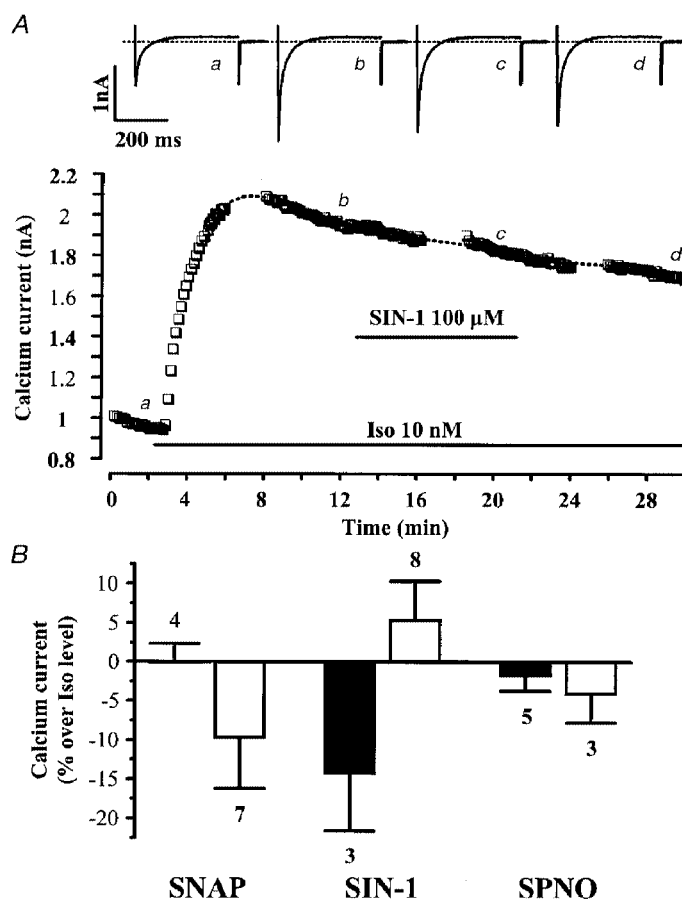 A
a
b
c
d
1nA
200 ms
Calcium current (nA)
2.2
2
1.8
1.6
1.4
1.2
1
0.8
a
b
c
d
SIN-1 100 µM
Iso 10 nM
0
4
8
12
16
20
24
28
Time (min)
B
Calcium current
(% over Iso level)
10
5
0
-5
-10
-15
-20
4
7
3
8
5
3
SNAP
SIN-1
SPNO